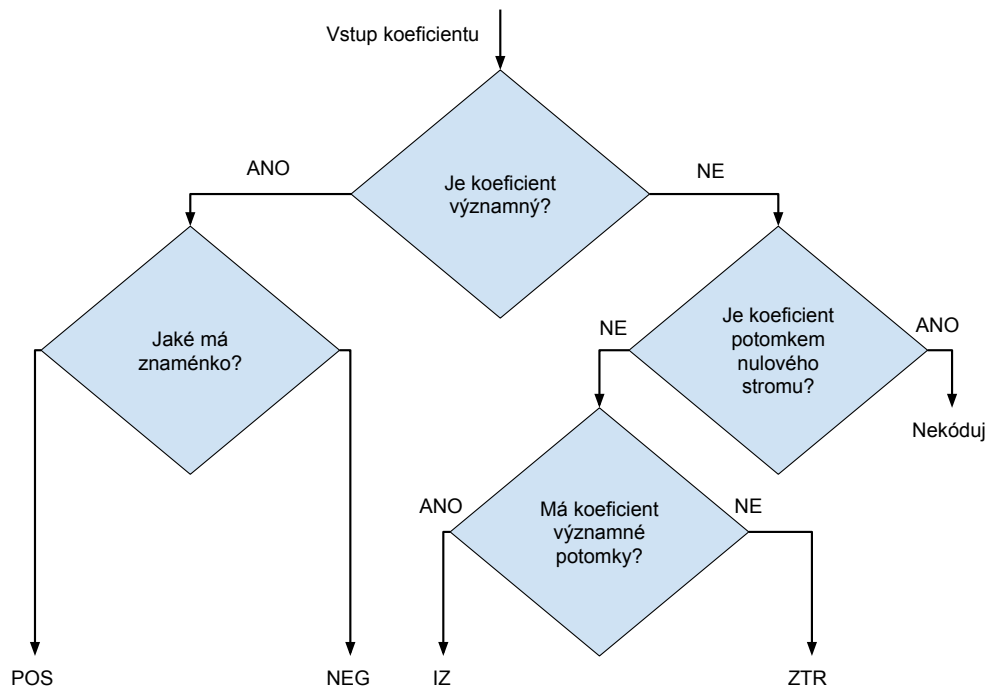 Vstup koeficientu
Je koeficient
významný?
ANO
NE
Jaké má
znaménko?
Je koeficient
potomkem
nulového
stromu?
NE
ANO
Nekóduj
Má koeficient
významné
potomky?
ANO
NE
POS
NEG
IZ
ZTR